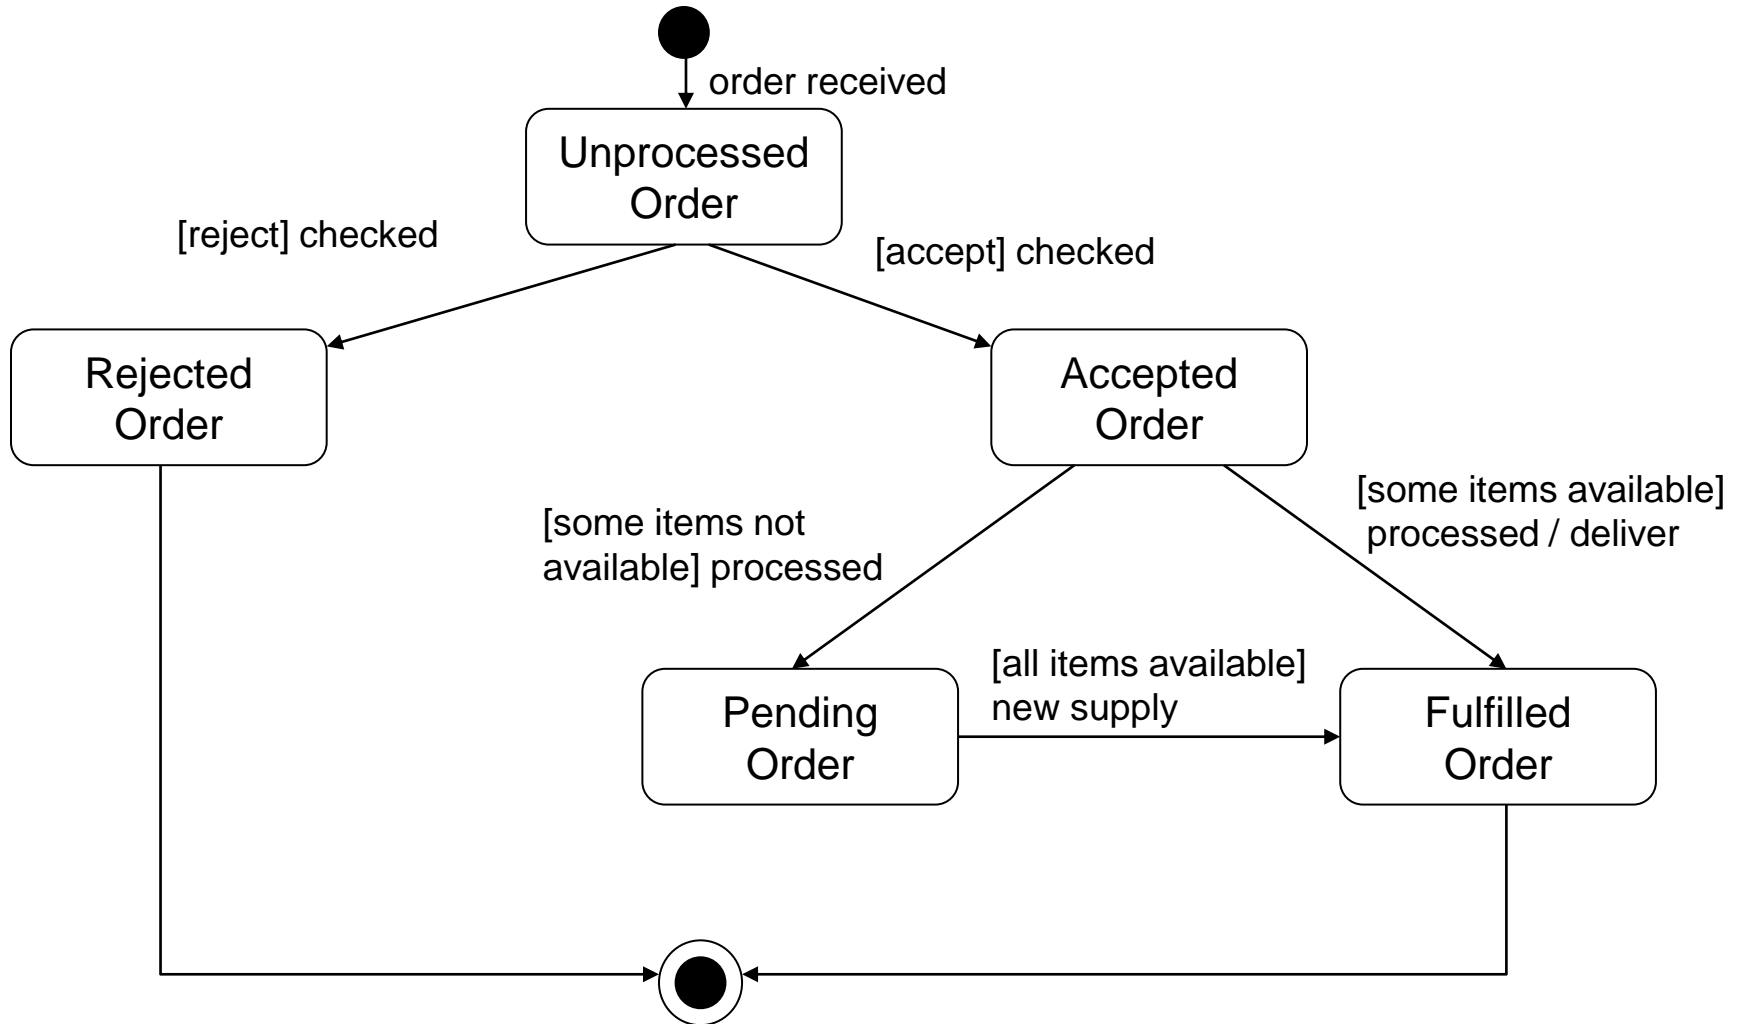 order received
Unprocessed
Order
[reject] checked
[accept] checked
Rejected
Order
Accepted
Order
[some items not
available] processed
[some items available]
processed / deliver
[all items available]
new supply
Pending
Order
Fulfilled
Order